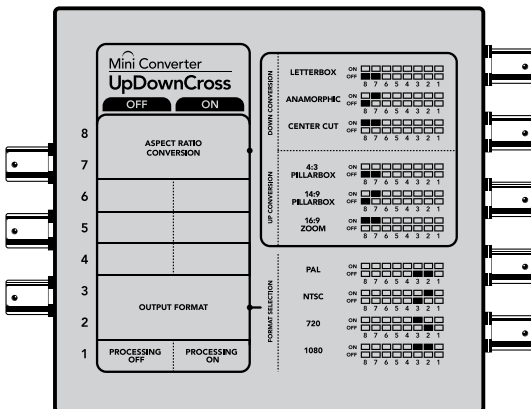 Mini Converter
UpDownCross
OFF ON
8
ASPECT RATIO
CONVERSION
7
6
5
4
3
OUTPUT FORMAT
2
1
PROCESSING
OFF
PROCESSING
ON
DOWN CONVERSION
LETTERBOX
ON
OFF
8 7 6 5 4 3 2 1
ANAMORPHIC
ON
OFF
8 7 6 5 4 3 2 1
CENTER CUT
ON
OFF
8 7 6 5 4 3 2 1
UP CONVERSION
4:3
PILLARBOX
ON
OFF
8 7 6 5 4 3 2 1
14:9
PILLARBOX
ON
OFF
8 7 6 5 4 3 2 1
16:9
ZOOM
ON
OFF
8 7 6 5 4 3 2 1
FORMAT SELECTION
PAL
ON
OFF
8 7 6 5 4 3 2 1
NTSC
ON
OFF
8 7 6 5 4 3 2 1
720
ON
OFF
8 7 6 5 4 3 2 1
1080
ON
OFF
8 7 6 5 4 3 2 1